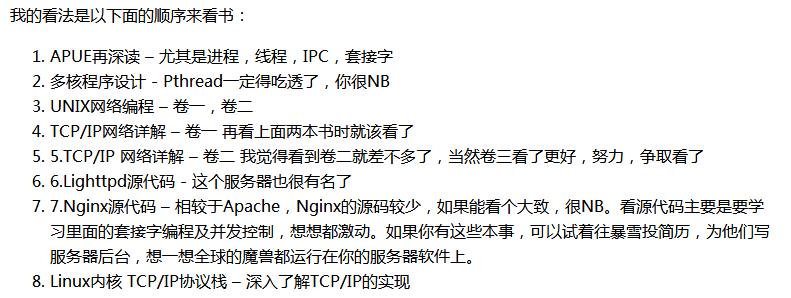 我的看法是以下面的顺序来看书：
1. APUE再深读 – 尤其是进程，线程，IPC，套接字
2. 多核程序设计 - Pthread一定得吃透了，你很NB
3. UNIX网络编程 – 卷一，卷二
4. TCP/IP网络详解 – 卷一 再看上面两本书时就该看了
5. 5.TCP/IP 网络详解 – 卷二 我觉得看到卷二就差不多了，当然卷三看了更好，努力，争取看了
6. 6.Lighttpd源代码 - 这个服务器也很有名了
7. 7.Nginx源代码 – 相较于Apache，Nginx的源码较少，如果能看个大致，很NB。看源代码主要是要学
习里面的套接字编程及并发控制，想想都激动。如果你有这些本事，可以试着往暴雪投简历，为他们写
服务器后台，想一想全球的魔兽都运行在你的服务器软件上。
8. Linux内核 TCP/IP协议栈 – 深入了解TCP/IP的实现